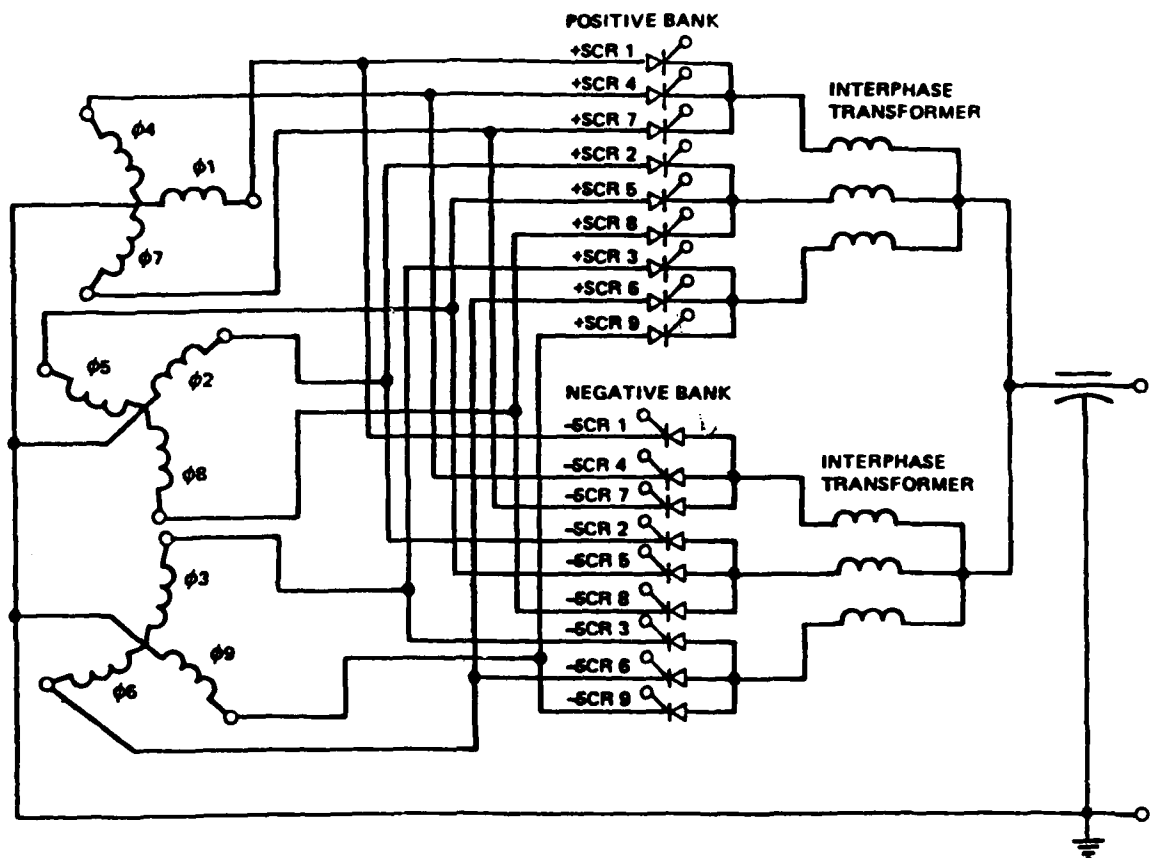 POSITIVE BANK
+SCR 1
+SCR 4
+SCR 7
+SCR 2
+SCR 5
+SCR 8
+SCR 3
+SCR 6
+SCR 9
INTERPHASE
TRANSFORMER
ϕ4
ϕ1
ϕ7
ϕ5
ϕ2
ϕ8
ϕ3
ϕ9
ϕ6
NEGATIVE BANK
-SCR 1
-SCR 4
-SCR 7
-SCR 2
-SCR 5
-SCR 8
-SCR 3
-SCR 6
-SCR 9
INTERPHASE
TRANSFORMER